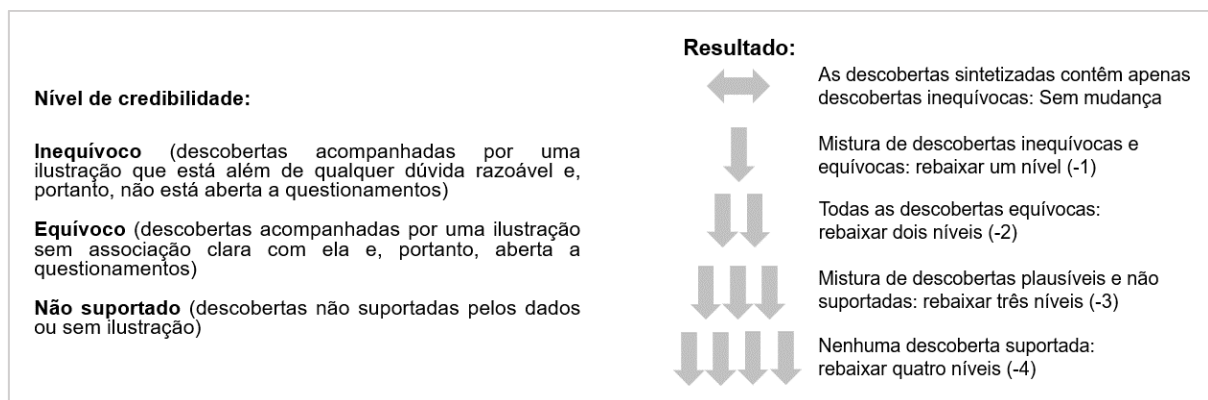 Nível de credibilidade:
Inequívoco (descobertas acompanhadas por uma
ilustração que está além de qualquer dúvida razoável e,
portanto, não está aberta a questionamentos)
Equívoco (descobertas acompanhadas por uma ilustração
sem associação clara com ela e, portanto, aberta a
questionamentos)
Não suportado (descobertas não suportadas pelos dados
ou sem ilustração)
Resultado:
As descobertas sintetizadas contêm apenas
descobertas inequívocas: Sem mudança
Mistura de descobertas inequívocas e
equívocas: rebaixar um nível (-1)
Todas as descobertas equívocas:
rebaixar dois níveis (-2)
Mistura de descobertas plausíveis e não
suportadas: rebaixar três níveis (-3)
Nenhuma descoberta suportada:
rebaixar quatro níveis (-4)